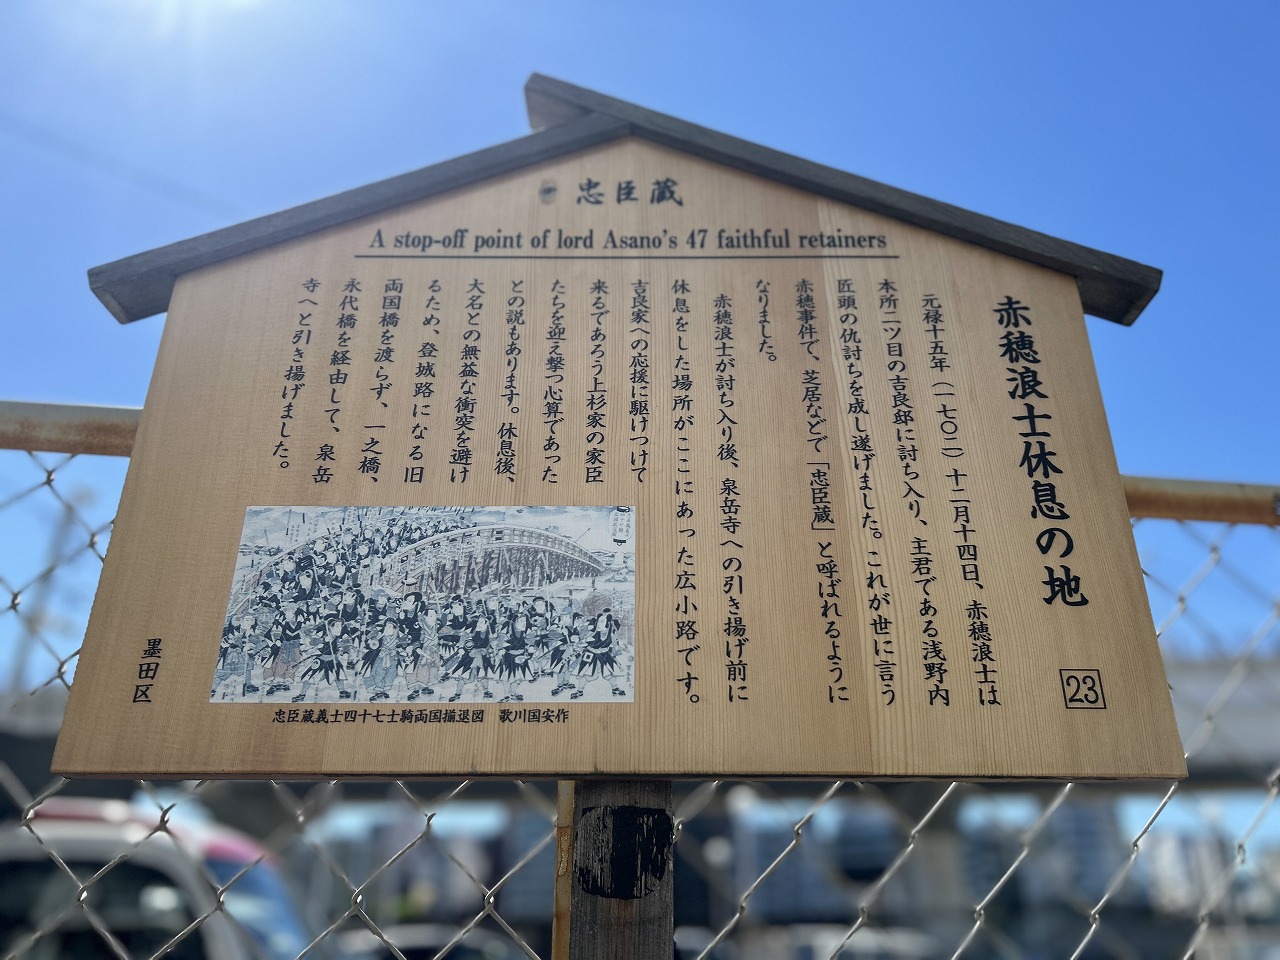 忠臣蔵
A stop-off point of lord Asano's 47 faithful retainers
赤穂浪士休息の地
23
元禄十五年(一七〇二)十二月十四日、赤穂浪士は
本所二ツ目の吉良邸に討ち入り、主君である浅野内
匠頭の仇討ちを成し遂げました。これが世に言う
赤穂事件で、芝居などで「忠臣蔵」と呼ばれるように
なりました。
赤穂浪士が討ち入り後、泉岳寺への引き揚げ前に
休息をした場所がここにあった広小路です。
吉良家への応援に駆けつけて
来るであろう上杉家の家臣
たちを迎え撃つ心算であった
との説もあります。休息後、
大名との無益な衝突を避け
るため、登城路になる旧
両国橋を渡らず、一之橋、
永代橋を経由して、泉岳
寺へと引き揚げました。
忠臣蔵義士四十七士騎両国揃退図 歌川国安作
墨田区